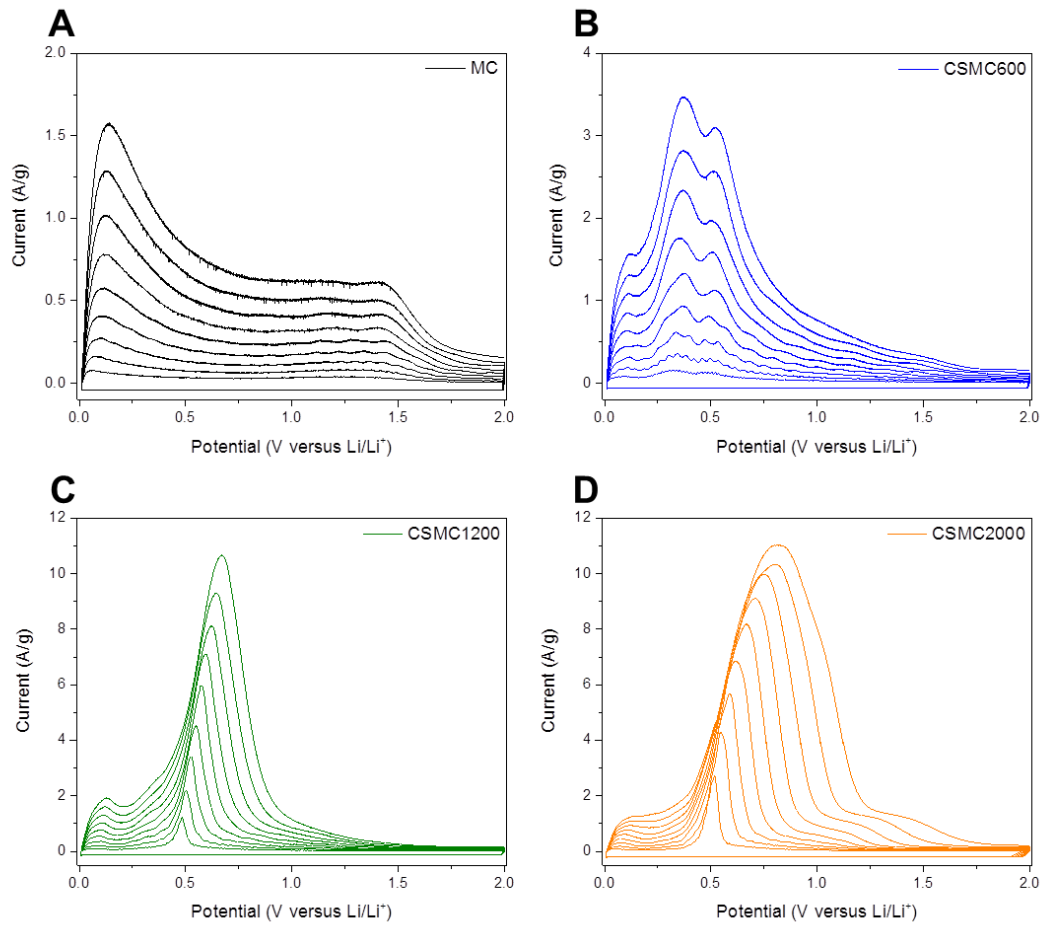 A
MC
2.0
1.5
1.0
0.5
0.0
Current (A/g)
0.0 0.5 1.0 1.5 2.0
Potential (V versus Li/Li⁺)
B
CSMC600
4
3
2
1
0
Current (A/g)
0.0 0.5 1.0 1.5 2.0
Potential (V versus Li/Li⁺)
C
CSMC1200
12
10
8
6
4
2
0
Current (A/g)
0.0 0.5 1.0 1.5 2.0
Potential (V versus Li/Li⁺)
D
CSMC2000
12
10
8
6
4
2
0
Current (A/g)
0.0 0.5 1.0 1.5 2.0
Potential (V versus Li/Li⁺)